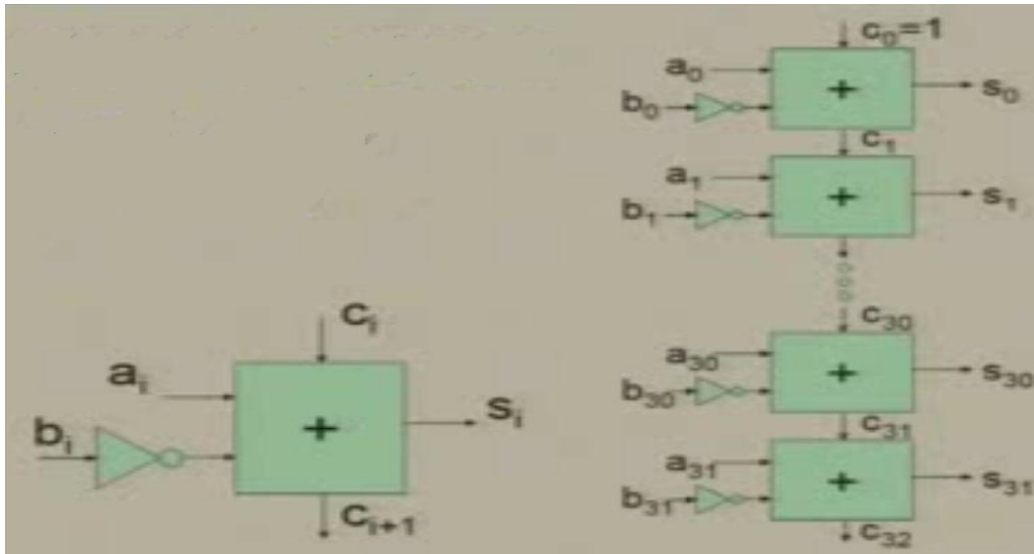 cᵢ
aᵢ
bᵢ
+
sᵢ
cᵢ₊₁
c₀=1
a₀
b₀
+
s₀
c₁
a₁
b₁
+
s₁
c₃₀
a₃₀
b₃₀
+
s₃₀
c₃₁
a₃₁
b₃₁
+
s₃₁
c₃₂